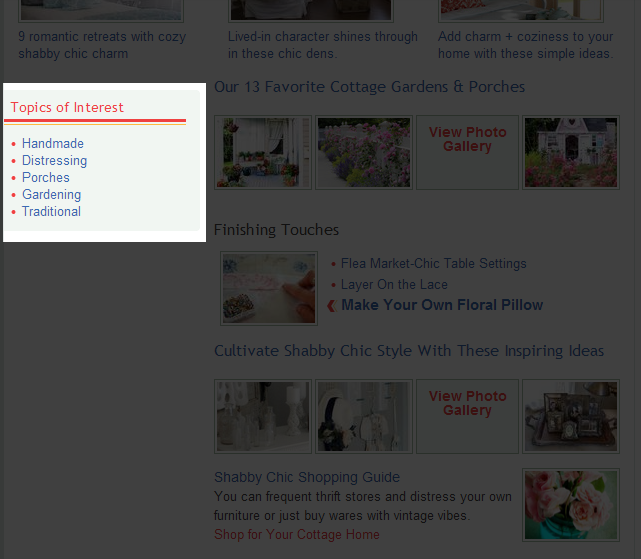 9 romantic retreats with cozy
shabby chic charm
Lived-in character shines through
in these chic dens.
Add charm + coziness to your
home with these simple ideas.
Topics of Interest
• Handmade
• Distressing
• Porches
• Gardening
• Traditional
Our 13 Favorite Cottage Gardens & Porches
View Photo
Gallery
Finishing Touches
• Flea Market-Chic Table Settings
• Layer On the Lace
Make Your Own Floral Pillow
Cultivate Shabby Chic Style With These Inspiring Ideas
View Photo
Gallery
Shabby Chic Shopping Guide
You can frequent thrift stores and distress your own
furniture or just buy wares with vintage vibes.
Shop for Your Cottage Home